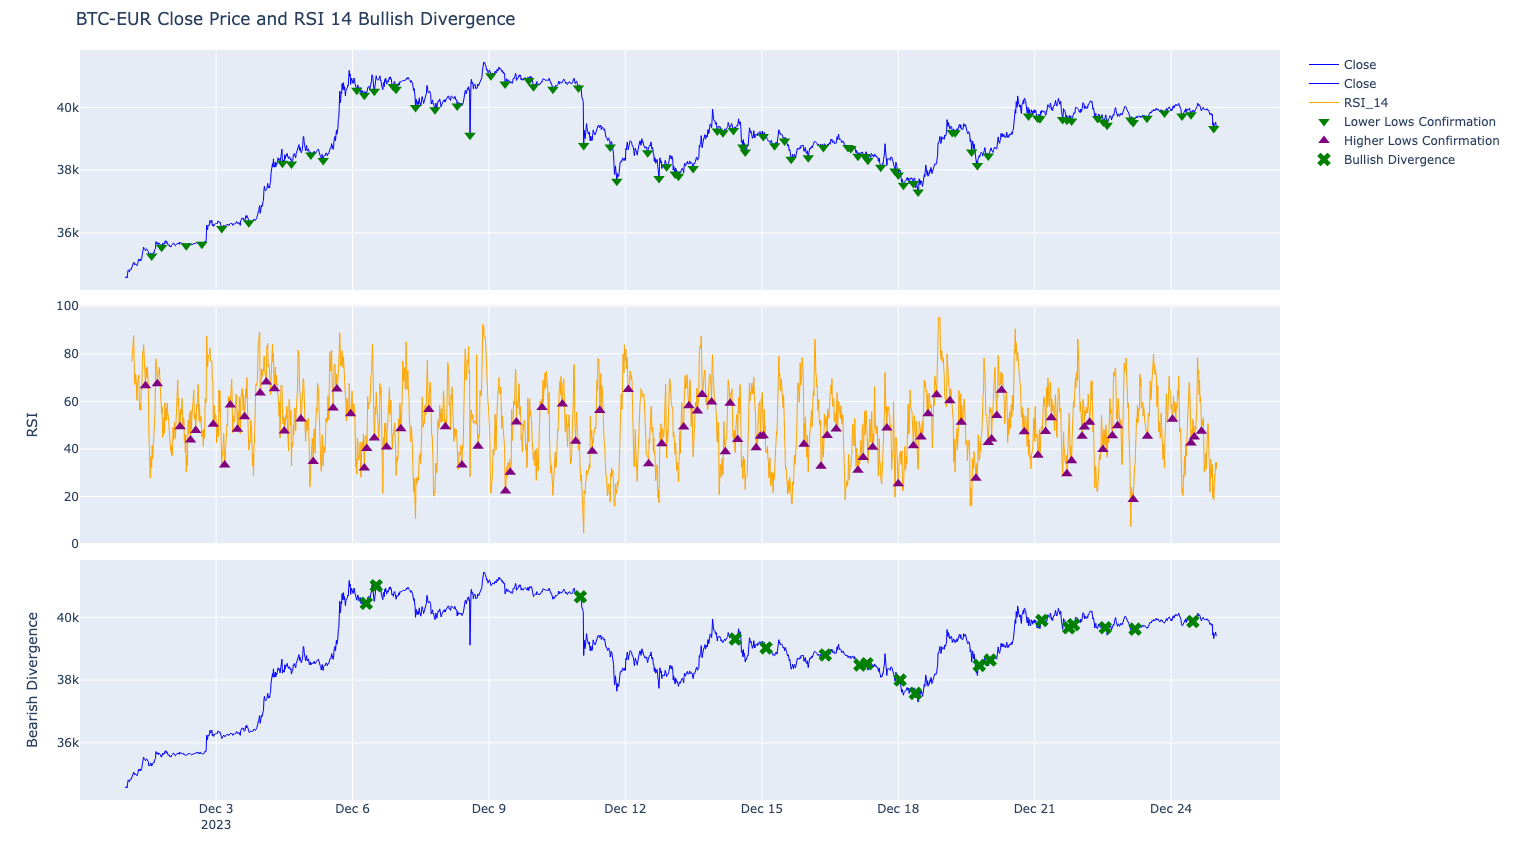 BTC-EUR Close Price and RSI 14 Bullish Divergence
40k
38k
36k
Close
Close
RSI_14
Lower Lows Confirmation
Higher Lows Confirmation
Bullish Divergence
RSI
100
80
60
40
20
0
Bearish Divergence
40k
38k
36k
Dec 3
2023
Dec 6
Dec 9
Dec 12
Dec 15
Dec 18
Dec 21
Dec 24